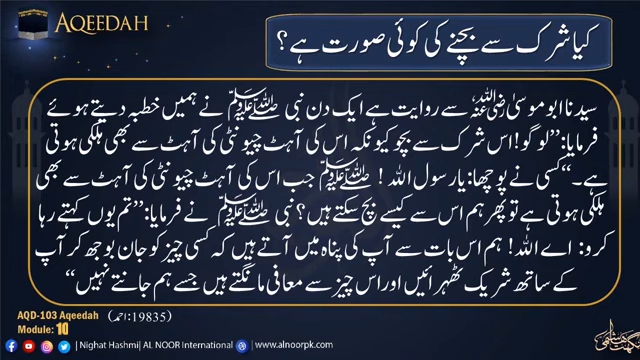 AQEEDAH
کیا شرک سے بچنے کی کوئی صورت ہے؟
سیدنا ابو موسیٰ رضی اللہ عنہ سے روایت ہے ایک دن نبی ﷺ نے ہمیں خطبہ دیتے ہوئے
فرمایا: ”لوگو! اس شرک سے بچو کیونکہ اس کی آہٹ چیونٹی کی آہٹ سے بھی ہلکی ہوتی
ہے۔“ کسی نے پوچھا: یا رسول اللہ! ﷺ جب اس کی آہٹ چیونٹی کی آہٹ سے بھی
ہلکی ہوتی ہے تو پھر ہم اس سے کیسے بچ سکتے ہیں؟ نبی ﷺ نے فرمایا: ”تم یوں کہتے رہا
کرو: اے اللہ! ہم اس بات سے آپ کی پناہ میں آتے ہیں کہ کسی چیز کو جان بوجھ کر آپ
کے ساتھ شریک ٹھہرائیں اور اس چیز سے معافی مانگتے ہیں جسے ہم جانتے نہیں“
AQD-103 Aqeedah (احمد: 19835)
Module: 10
| Nighat Hashmi| AL NOOR International | www.alnoorpk.com
نگہت ہاشمی